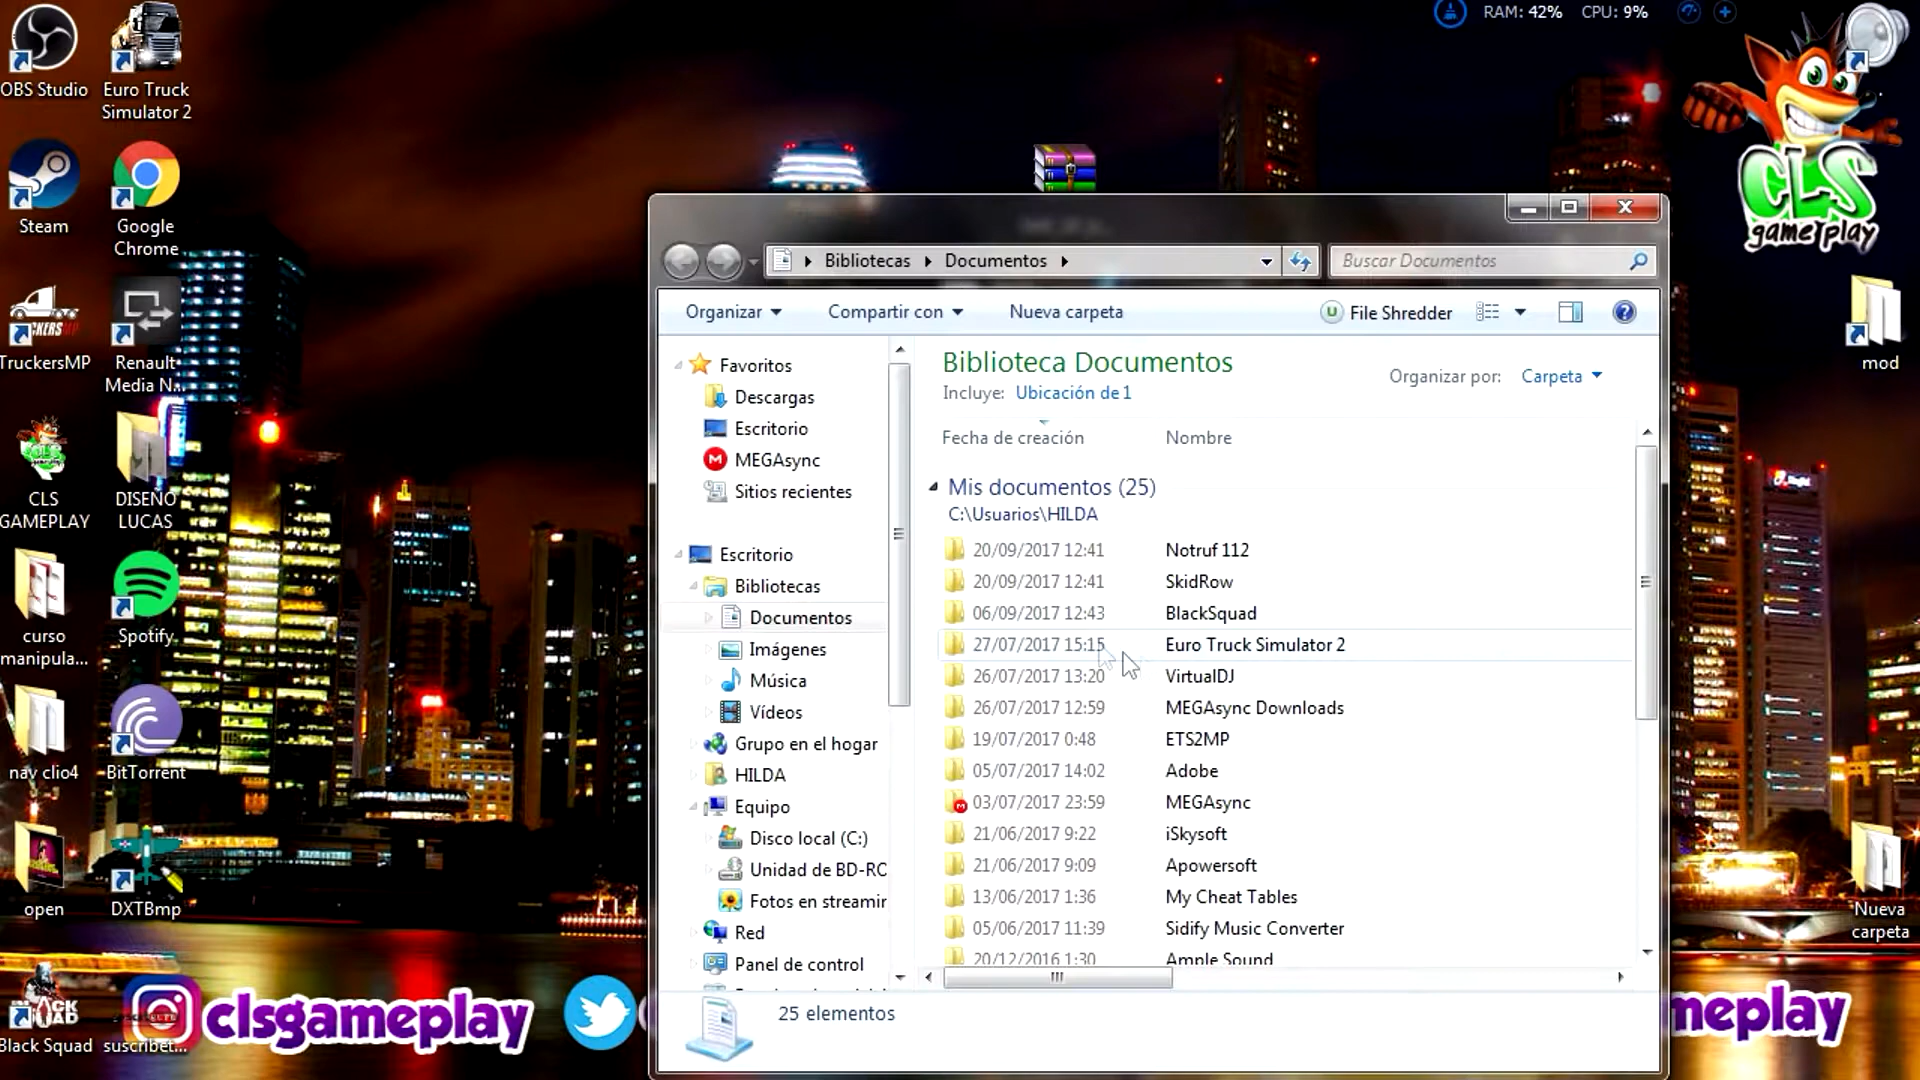 RAM: 42%
CPU: 9%
OBS Studio
Euro Truck
Simulator 2
Steam
Google
Chrome
TruckersMP
Renault
Media N...
CLS
GAMEPLAY
DISEÑO
LUCAS
curso
manipula...
Spotify
nav clio4
BitTorrent
open
DXTBmp
Black Squad
suscribet...
clsgameplay
CLS
game play
mod
Nueva
carpeta
meplay
Bibliotecas
Documentos
Buscar Documentos
Organizar
Compartir con
Nueva carpeta
File Shredder
Favoritos
Descargas
Escritorio
MEGAsync
Sitios recientes
Escritorio
Bibliotecas
Documentos
Imágenes
Música
Vídeos
Grupo en el hogar
HILDA
Equipo
Disco local (C:)
Unidad de BD-RO
Fotos en streamir
Red
Panel de control
Biblioteca Documentos
Incluye: Ubicación de 1
Organizar por: Carpeta
Fecha de creación Nombre
Mis documentos (25)
C:\Usuarios\HILDA
20/09/2017 12:41 Notruf 112
20/09/2017 12:41 SkidRow
06/09/2017 12:43 BlackSquad
27/07/2017 15:15 Euro Truck Simulator 2
26/07/2017 13:20 VirtualDJ
26/07/2017 12:59 MEGAsync Downloads
19/07/2017 0:48 ETS2MP
05/07/2017 14:02 Adobe
03/07/2017 23:59 MEGAsync
21/06/2017 9:22 iSkysoft
21/06/2017 9:09 Apowersoft
13/06/2017 1:36 My Cheat Tables
05/06/2017 11:39 Sidify Music Converter
20/12/2016 1:30 Ample Sound
25 elementos